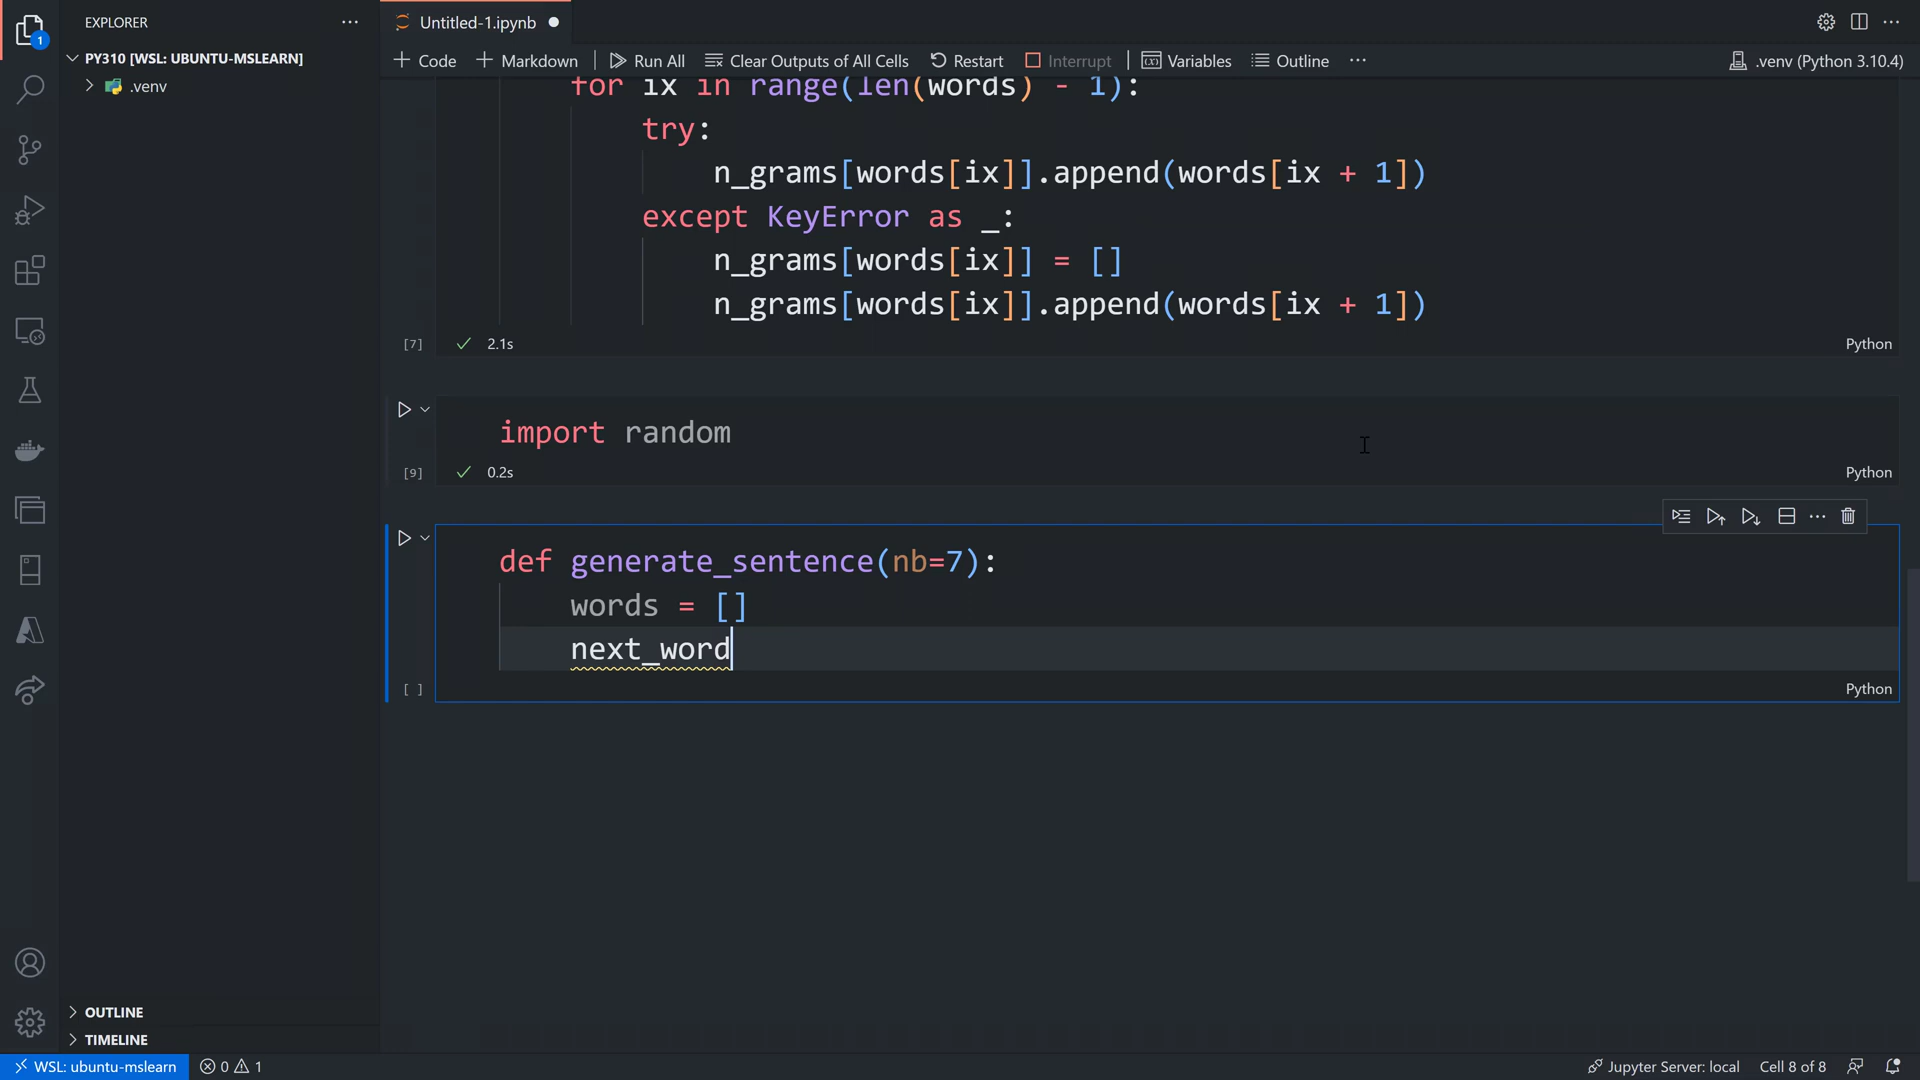 EXPLORER
Untitled-1.ipynb
1
PY310 [WSL: UBUNTU-MSLEARN]
.venv
Code
Markdown
Run All
Clear Outputs of All Cells
Restart
Interrupt
Variables
Outline
.venv (Python 3.10.4)
for ix in range(len(words) - 1):
try:
n_grams[words[ix]].append(words[ix + 1])
except KeyError as _:
n_grams[words[ix]] = []
n_grams[words[ix]].append(words[ix + 1])
[7] 2.1s Python
import random
[9] 0.2s Python
def generate_sentence(nb=7):
words = []
next_word
[ ] Python
OUTLINE
TIMELINE
WSL: ubuntu-mslearn 0 1 Jupyter Server: local Cell 8 of 8